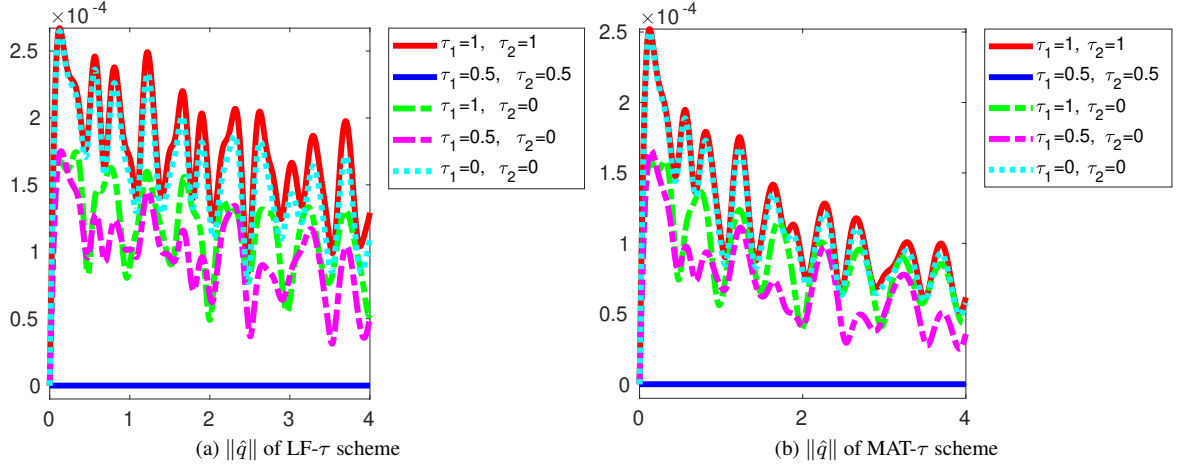 ×10⁻⁴
2.5
2
1.5
1
0.5
0
0 1 2 3 4
τ₁=1, τ₂=1
τ₁=0.5, τ₂=0.5
τ₁=1, τ₂=0
τ₁=0.5, τ₂=0
τ₁=0, τ₂=0
(a) ‖q̂‖ of LF-τ scheme
×10⁻⁴
2.5
2
1.5
1
0.5
0
0 2 4
τ₁=1, τ₂=1
τ₁=0.5, τ₂=0.5
τ₁=1, τ₂=0
τ₁=0.5, τ₂=0
τ₁=0, τ₂=0
(b) ‖q̂‖ of MAT-τ scheme